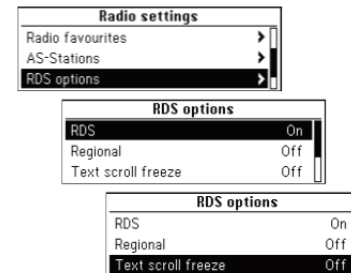 Radio settings
Radio favourites
AS-Stations
RDS options
RDS options
RDS On
Regional Off
Text scroll freeze Off
RDS options
RDS On
Regional Off
Text scroll freeze Off